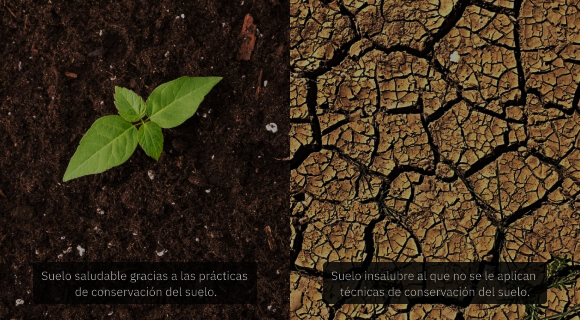 Suelo saludable gracias a las prácticas
de conservación del suelo.
Suelo insalubre al que no se le aplican
técnicas de conservación del suelo.